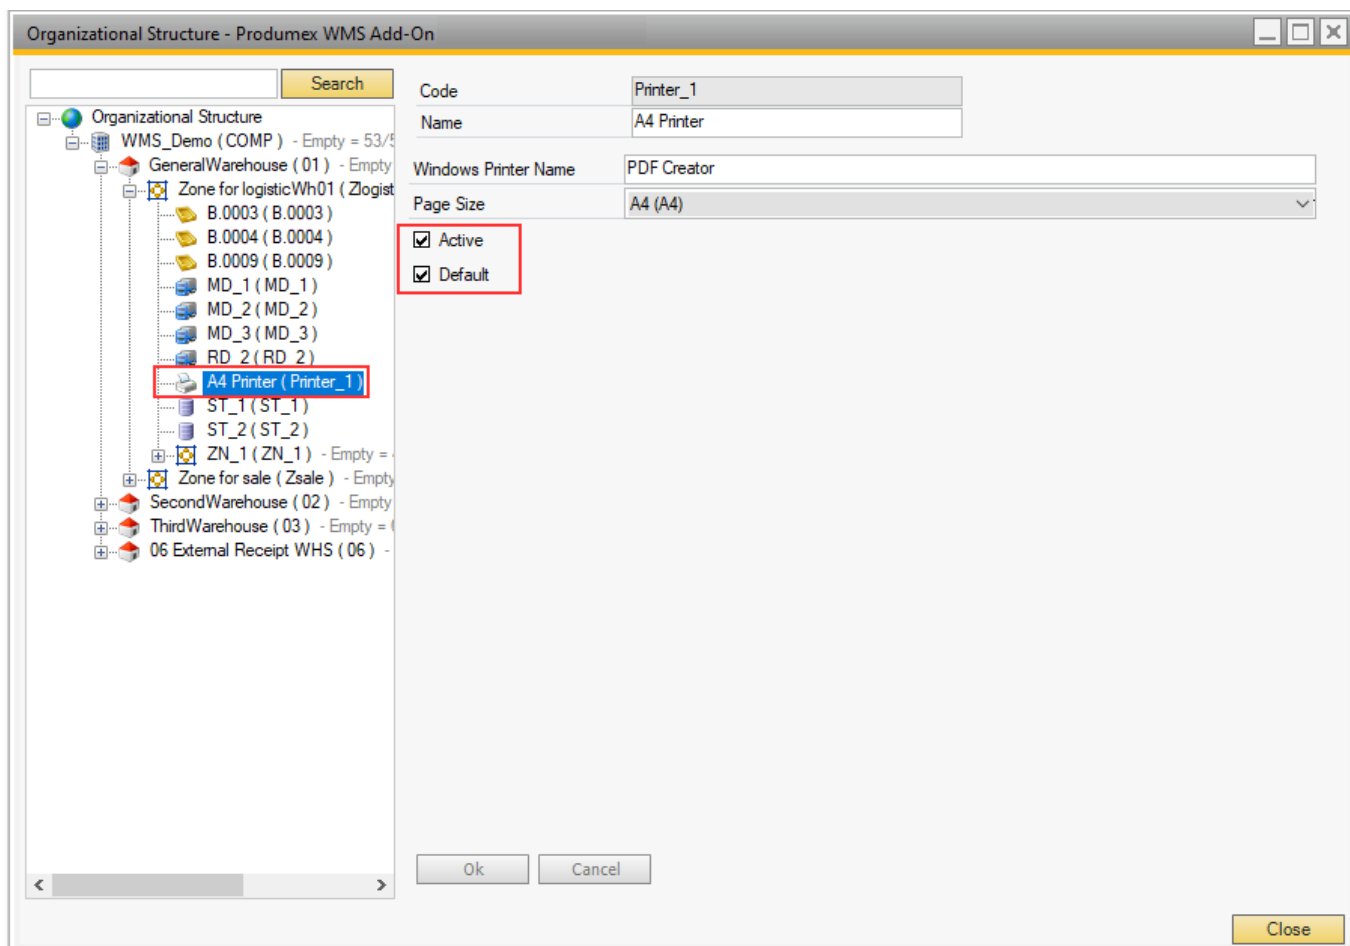 Organizational Structure - Produmex WMS Add-On
Search
Organizational Structure
WMS_Demo ( COMP ) - Empty = 53/5
GeneralWarehouse ( 01 ) - Empty
Zone for logisticWh01 ( Zlogist
B.0003 ( B.0003 )
B.0004 ( B.0004 )
B.0009 ( B.0009 )
MD_1 ( MD_1 )
MD_2 ( MD_2 )
MD_3 ( MD_3 )
RD_2 ( RD_2 )
A4 Printer ( Printer_1 )
ST_1 ( ST_1 )
ST_2 ( ST_2 )
ZN_1 ( ZN_1 ) - Empty =
Zone for sale ( Zsale ) - Empty
SecondWarehouse ( 02 ) - Empty
ThirdWarehouse ( 03 ) - Empty =
06 External Receipt WHS ( 06 ) -
Code Printer_1
Name A4 Printer
Windows Printer Name PDF Creator
Page Size A4 (A4)
Active
Default
Ok Cancel
Close